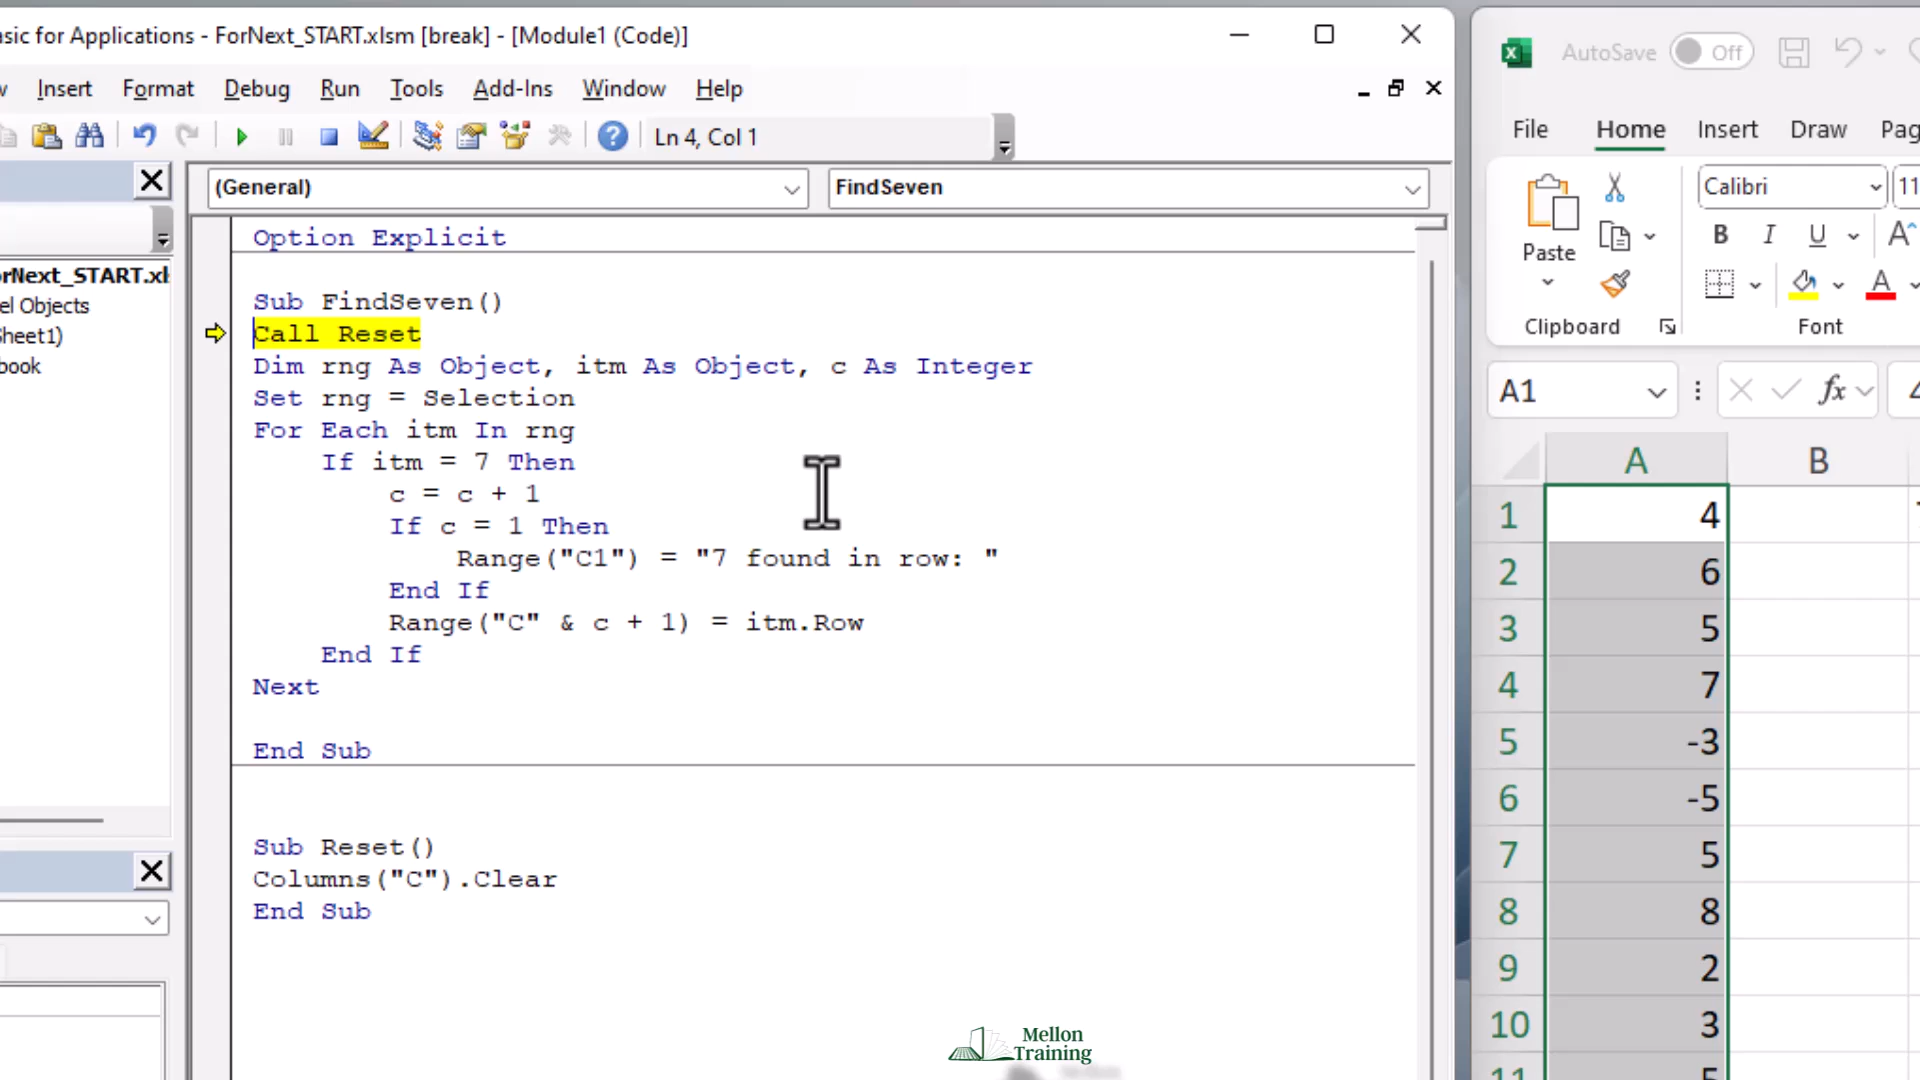 asic for Applications - ForNext_START.xlsm [break] - [Module1 (Code)]
Insert Format Debug Run Tools Add-Ins Window Help
Ln 4, Col 1
(General)
FindSeven
orNext_START.xl
el Objects
heet1)
book
Option Explicit
Sub FindSeven()
Call Reset
Dim rng As Object, itm As Object, c As Integer
Set rng = Selection
For Each itm In rng
If itm = 7 Then
c = c + 1
If c = 1 Then
Range("C1") = "7 found in row: "
End If
Range("C" & c + 1) = itm.Row
End If
Next
End Sub
Sub Reset()
Columns("C").Clear
End Sub
AutoSave Off
File Home Insert Draw Pag
Paste
Calibri 11
B I U A
A
Clipboard Font
A1 fx 4
A B
1 4
2 6
3 5
4 7
5 -3
6 -5
7 5
8 8
9 2
10 3
11 5
Mellon
Training